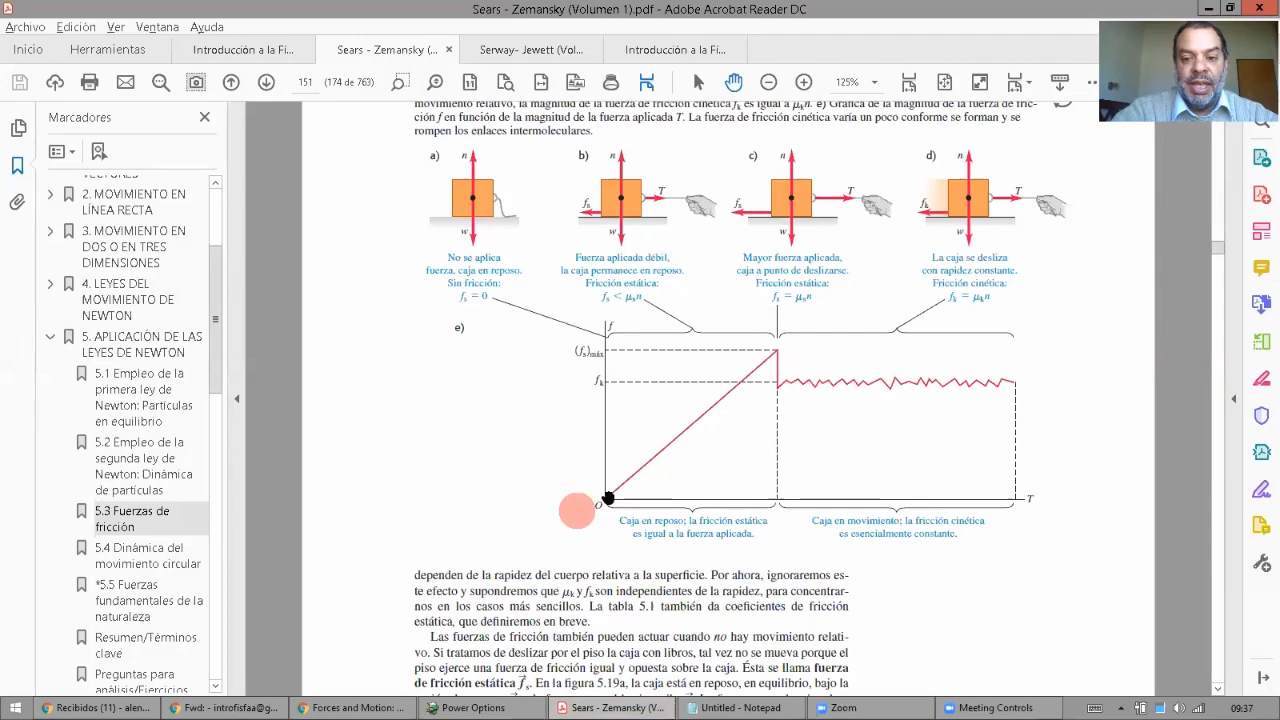 Sears - Zemansky (Volumen 1).pdf - Adobe Acrobat Reader DC
Archivo Edición Ver Ventana Ayuda
Inicio Herramientas Introducción a la Fí... Sears - Zemansky (... × Serway- Jewett (Vol... Introducción a la Fí...
151 (174 de 763) 125%
Marcadores
VECTORES
2. MOVIMIENTO EN
LÍNEA RECTA
3. MOVIMIENTO EN
DOS O EN TRES
DIMENSIONES
4. LEYES DEL
MOVIMIENTO DE
NEWTON
5. APLICACIÓN DE LAS
LEYES DE NEWTON
5.1 Empleo de la
primera ley de
Newton: Partículas
en equilibrio
5.2 Empleo de la
segunda ley de
Newton: Dinámica
de partículas
5.3 Fuerzas de
fricción
5.4 Dinámica del
movimiento circular
*5.5 Fuerzas
fundamentales de la
naturaleza
Resumen/Términos
clave
Preguntas para
análisis/Ejercicios
movimiento relativo, la magnitud de la fuerza de fricción cinética fk es igual a μkn. e) Gráfica de la magnitud de la fuerza de fric-
ción f en función de la magnitud de la fuerza aplicada T. La fuerza de fricción cinética varía un poco conforme se forman y se
rompen los enlaces intermoleculares.
a) n b) n c) n d) n
fs T fs T fk T
w w w w
No se aplica
fuerza, caja en reposo.
Sin fricción:
fs = 0
Fuerza aplicada débil,
la caja permanece en reposo.
Fricción estática:
fs < μsn
Mayor fuerza aplicada,
caja a punto de deslizarse.
Fricción estática:
fs = μsn
La caja se desliza
con rapidez constante.
Fricción cinética:
fk = μkn
e) f
(fs)máx
fk
O T
Caja en reposo; la fricción estática
es igual a la fuerza aplicada.
Caja en movimiento; la fricción cinética
es esencialmente constante.
dependen de la rapidez del cuerpo relativa a la superficie. Por ahora, ignoraremos es-
te efecto y supondremos que μk y fk son independientes de la rapidez, para concentrar-
nos en los casos más sencillos. La tabla 5.1 también da coeficientes de fricción
estática, que definiremos en breve.
Las fuerzas de fricción también pueden actuar cuando no hay movimiento relati-
vo. Si tratamos de deslizar por el piso la caja con libros, tal vez no se mueva porque el
piso ejerce una fuerza de fricción igual y opuesta sobre la caja. Ésta se llama fuerza
de fricción estática f⃗s. En la figura 5.19a, la caja está en reposo, en equilibrio, bajo la
Recibidos (11) - alen... Fwd: - introfisfaa@g... Forces and Motion: ... Power Options Sears - Zemansky (V... Untitled - Notepad Zoom Meeting Controls 09:37